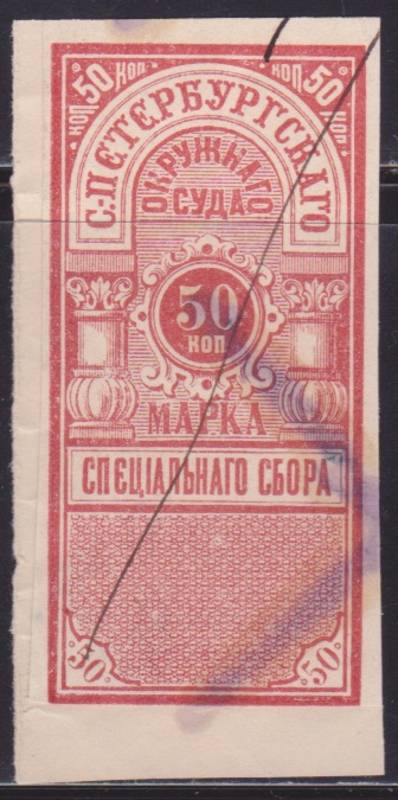 50 КОП КОП 50
КОП КОП
С-ПЕТЕРБУРГСКАГО
ОКРУЖНАГО
СУДА
50
КОП
МАРКА
СПЕЦІАЛЬНАГО СБОРА
50 50